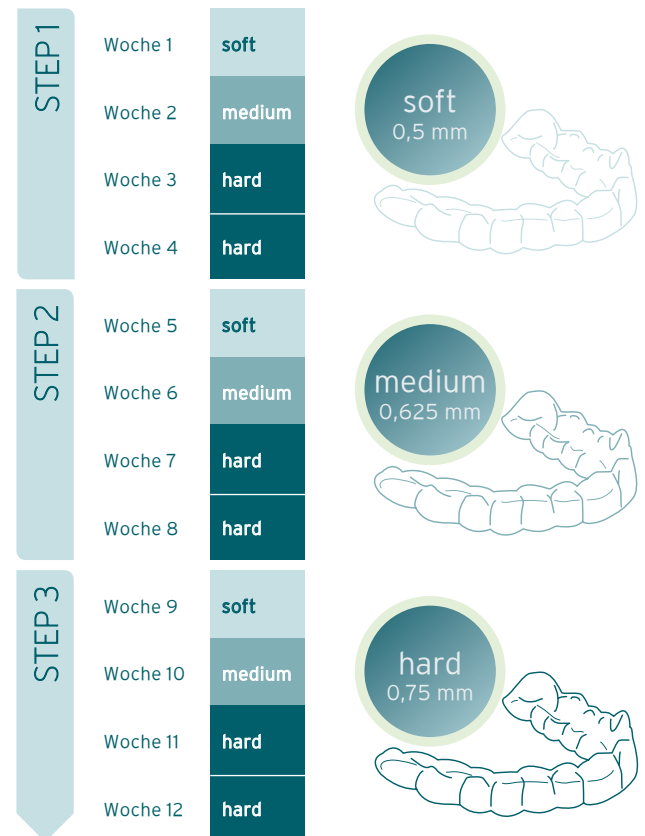 STEP 1
Woche 1 soft
Woche 2 medium
Woche 3 hard
Woche 4 hard
soft
0,5 mm
STEP 2
Woche 5 soft
Woche 6 medium
Woche 7 hard
Woche 8 hard
medium
0,625 mm
STEP 3
Woche 9 soft
Woche 10 medium
Woche 11 hard
Woche 12 hard
hard
0,75 mm